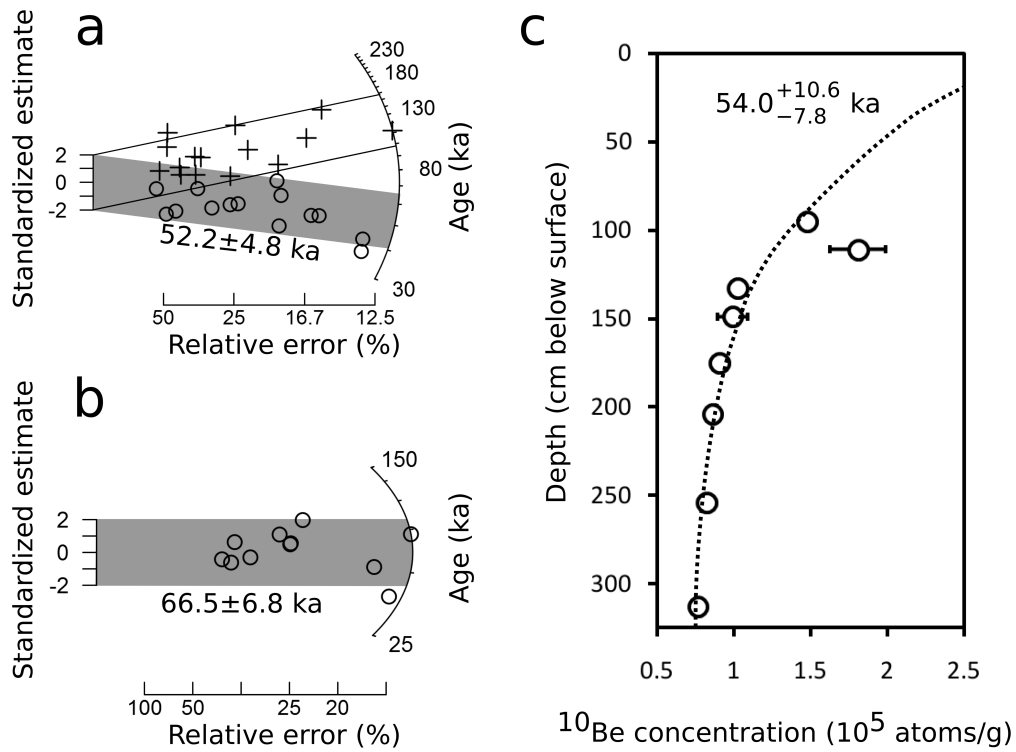 a
Standardized estimate
2
0
-2
230
180
130
80
30
Age (ka)
52.2±4.8 ka
50 25 16.7 12.5
Relative error (%)
b
Standardized estimate
2
0
-2
150
25
Age (ka)
66.5±6.8 ka
100 50 25 20
Relative error (%)
c
54.0 +10.6 −7.8 ka
Depth (cm below surface)
0
50
100
150
200
250
300
0.5 1 1.5 2 2.5
¹⁰Be concentration (10⁵ atoms/g)